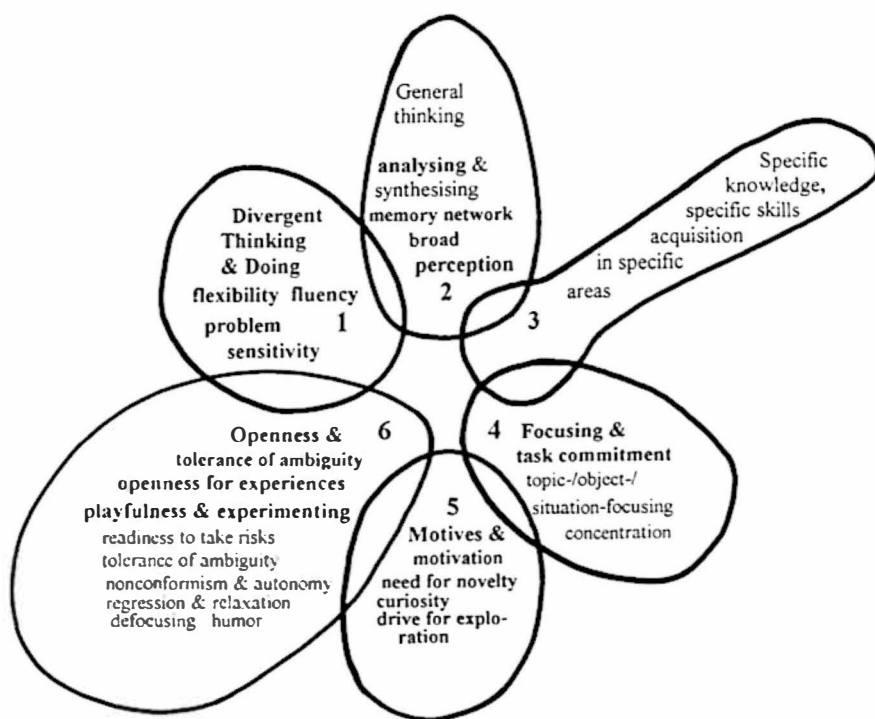 General
thinking
analysing &
synthesising
memory network
broad
perception
2
Specific
knowledge,
specific skills
acquisition
in specific
areas
3
Divergent
Thinking
& Doing
flexibility fluency
problem 1
sensitivity
Openness & 6
tolerance of ambiguity
openness for experiences
playfulness & experimenting
readiness to take risks
tolerance of ambiguity
nonconformism & autonomy
regression & relaxation
defocusing humor
4 Focusing &
task commitment
topic-/object-/
situation-focusing
concentration
5
Motives &
motivation
need for novelty
curiosity
drive for explo-
ration